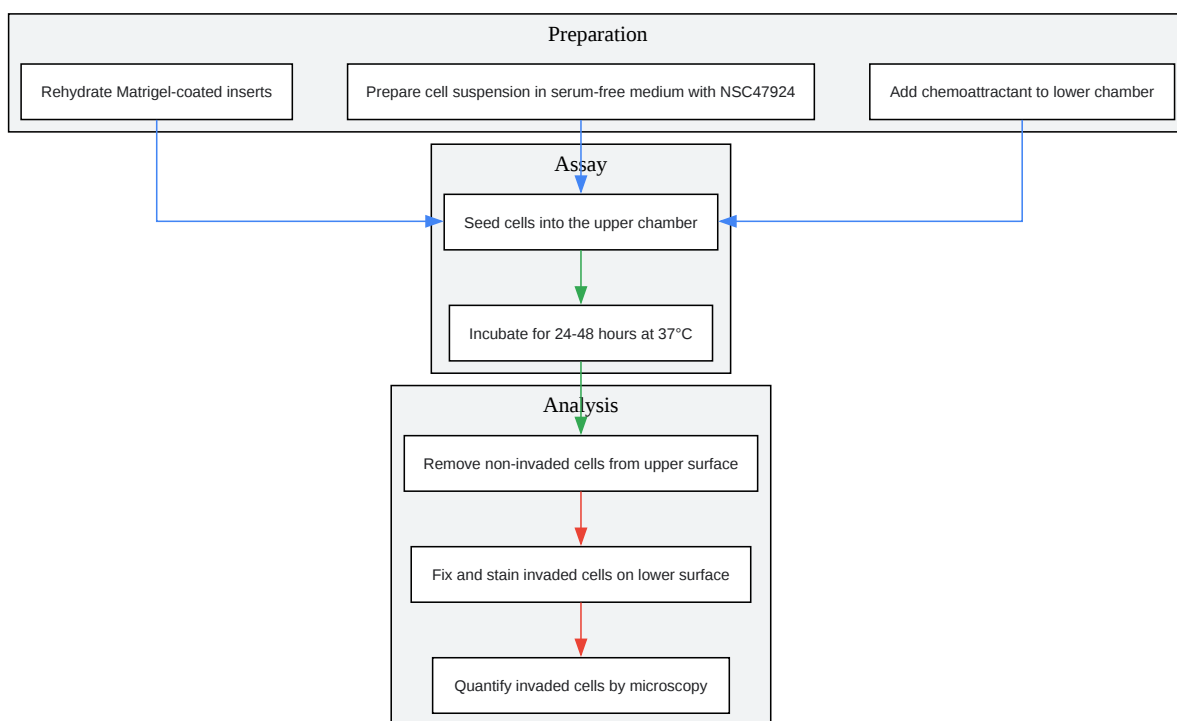 Preparation
Rehydrate Matrigel-coated inserts
Prepare cell suspension in serum-free medium with NSC47924
Add chemoattractant to lower chamber
Assay
Seed cells into the upper chamber
Incubate for 24-48 hours at 37°C
Analysis
Remove non-invaded cells from upper surface
Fix and stain invaded cells on lower surface
Quantify invaded cells by microscopy